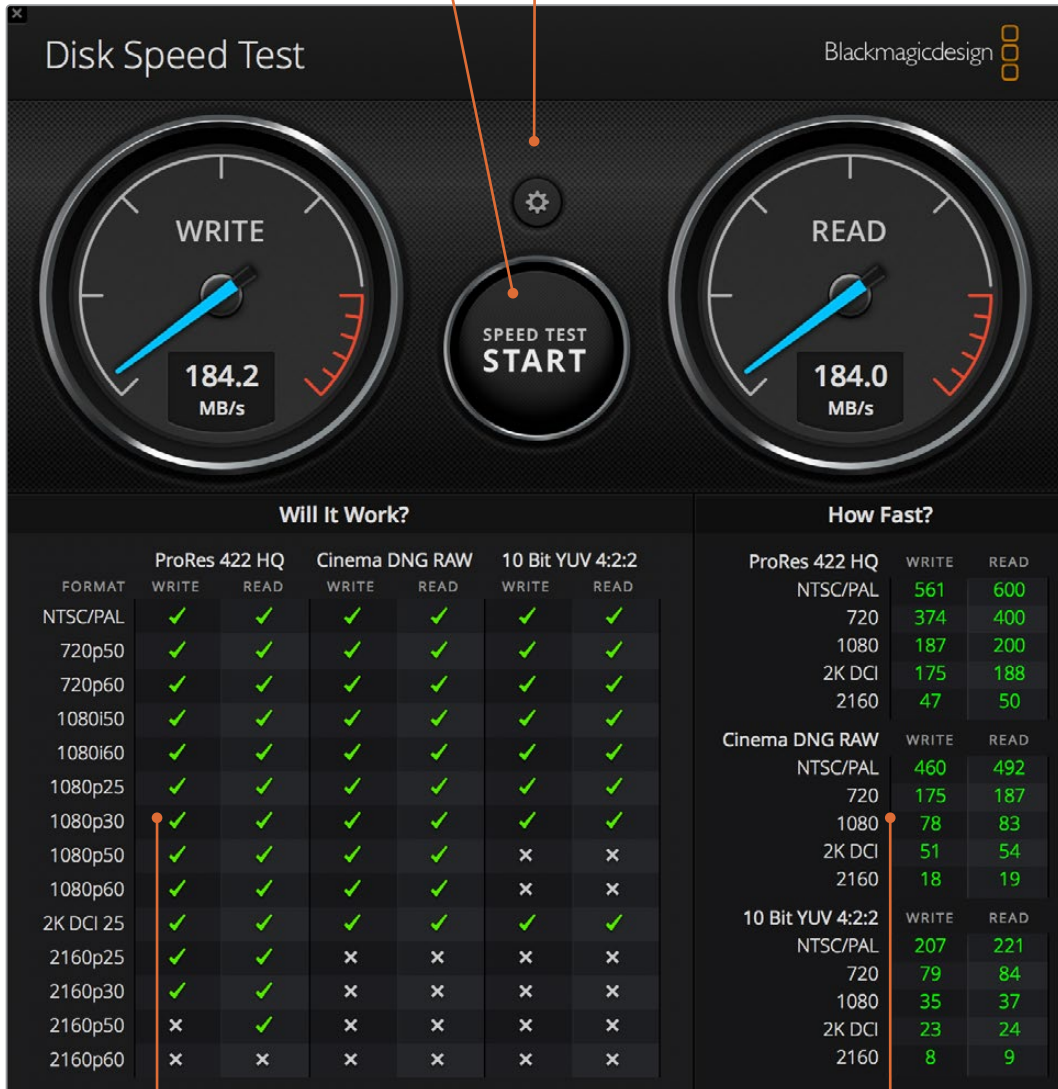 Disk Speed Test
Blackmagicdesign
WRITE
184.2
MB/s
SPEED TEST
START
READ
184.0
MB/s
Will It Work?
ProRes 422 HQ Cinema DNG RAW 10 Bit YUV 4:2:2
FORMAT WRITE READ WRITE READ WRITE READ
NTSC/PAL
720p50
720p60
1080i50
1080i60
1080p25
1080p30
1080p50
1080p60
2K DCI 25
2160p25
2160p30
2160p50
2160p60
How Fast?
ProRes 422 HQ WRITE READ
NTSC/PAL 561 600
720 374 400
1080 187 200
2K DCI 175 188
2160 47 50
Cinema DNG RAW WRITE READ
NTSC/PAL 460 492
720 175 187
1080 78 83
2K DCI 51 54
2160 18 19
10 Bit YUV 4:2:2 WRITE READ
NTSC/PAL 207 221
720 79 84
1080 35 37
2K DCI 23 24
2160 8 9